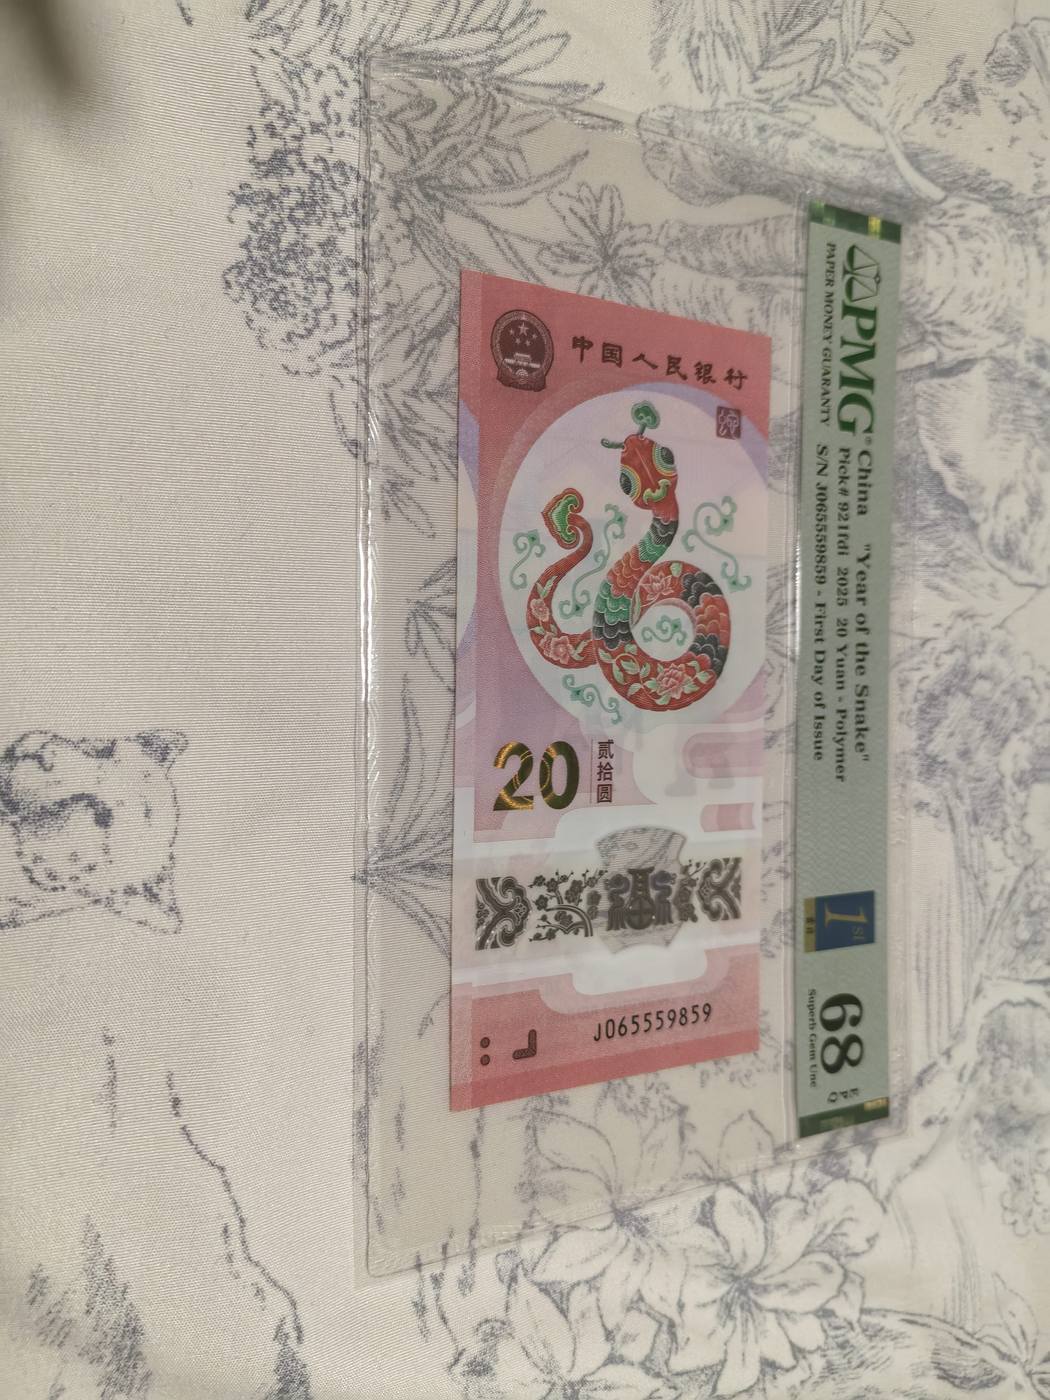 PMG®
PAPER MONEY GUARANTY
China "Year of the Snake"
Pick# 921fdi 2025 20 Yuan - Polymer
S/N J065559859 - First Day of Issue
1st
68 EPQ
Superb Gem Unc
中国人民银行
20
贰拾圆
J065559859